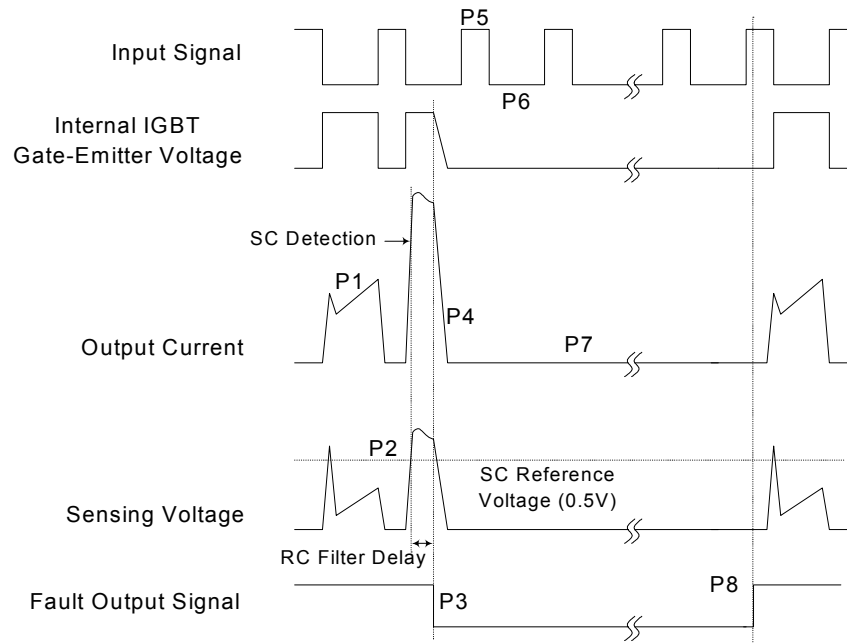 P5
Input Signal
P6
Internal IGBT
Gate-Emitter Voltage
SC Detection
P1
P4
Output Current
P7
P2
SC Reference
Voltage (0.5V)
Sensing Voltage
RC Filter Delay
Fault Output Signal
P3
P8